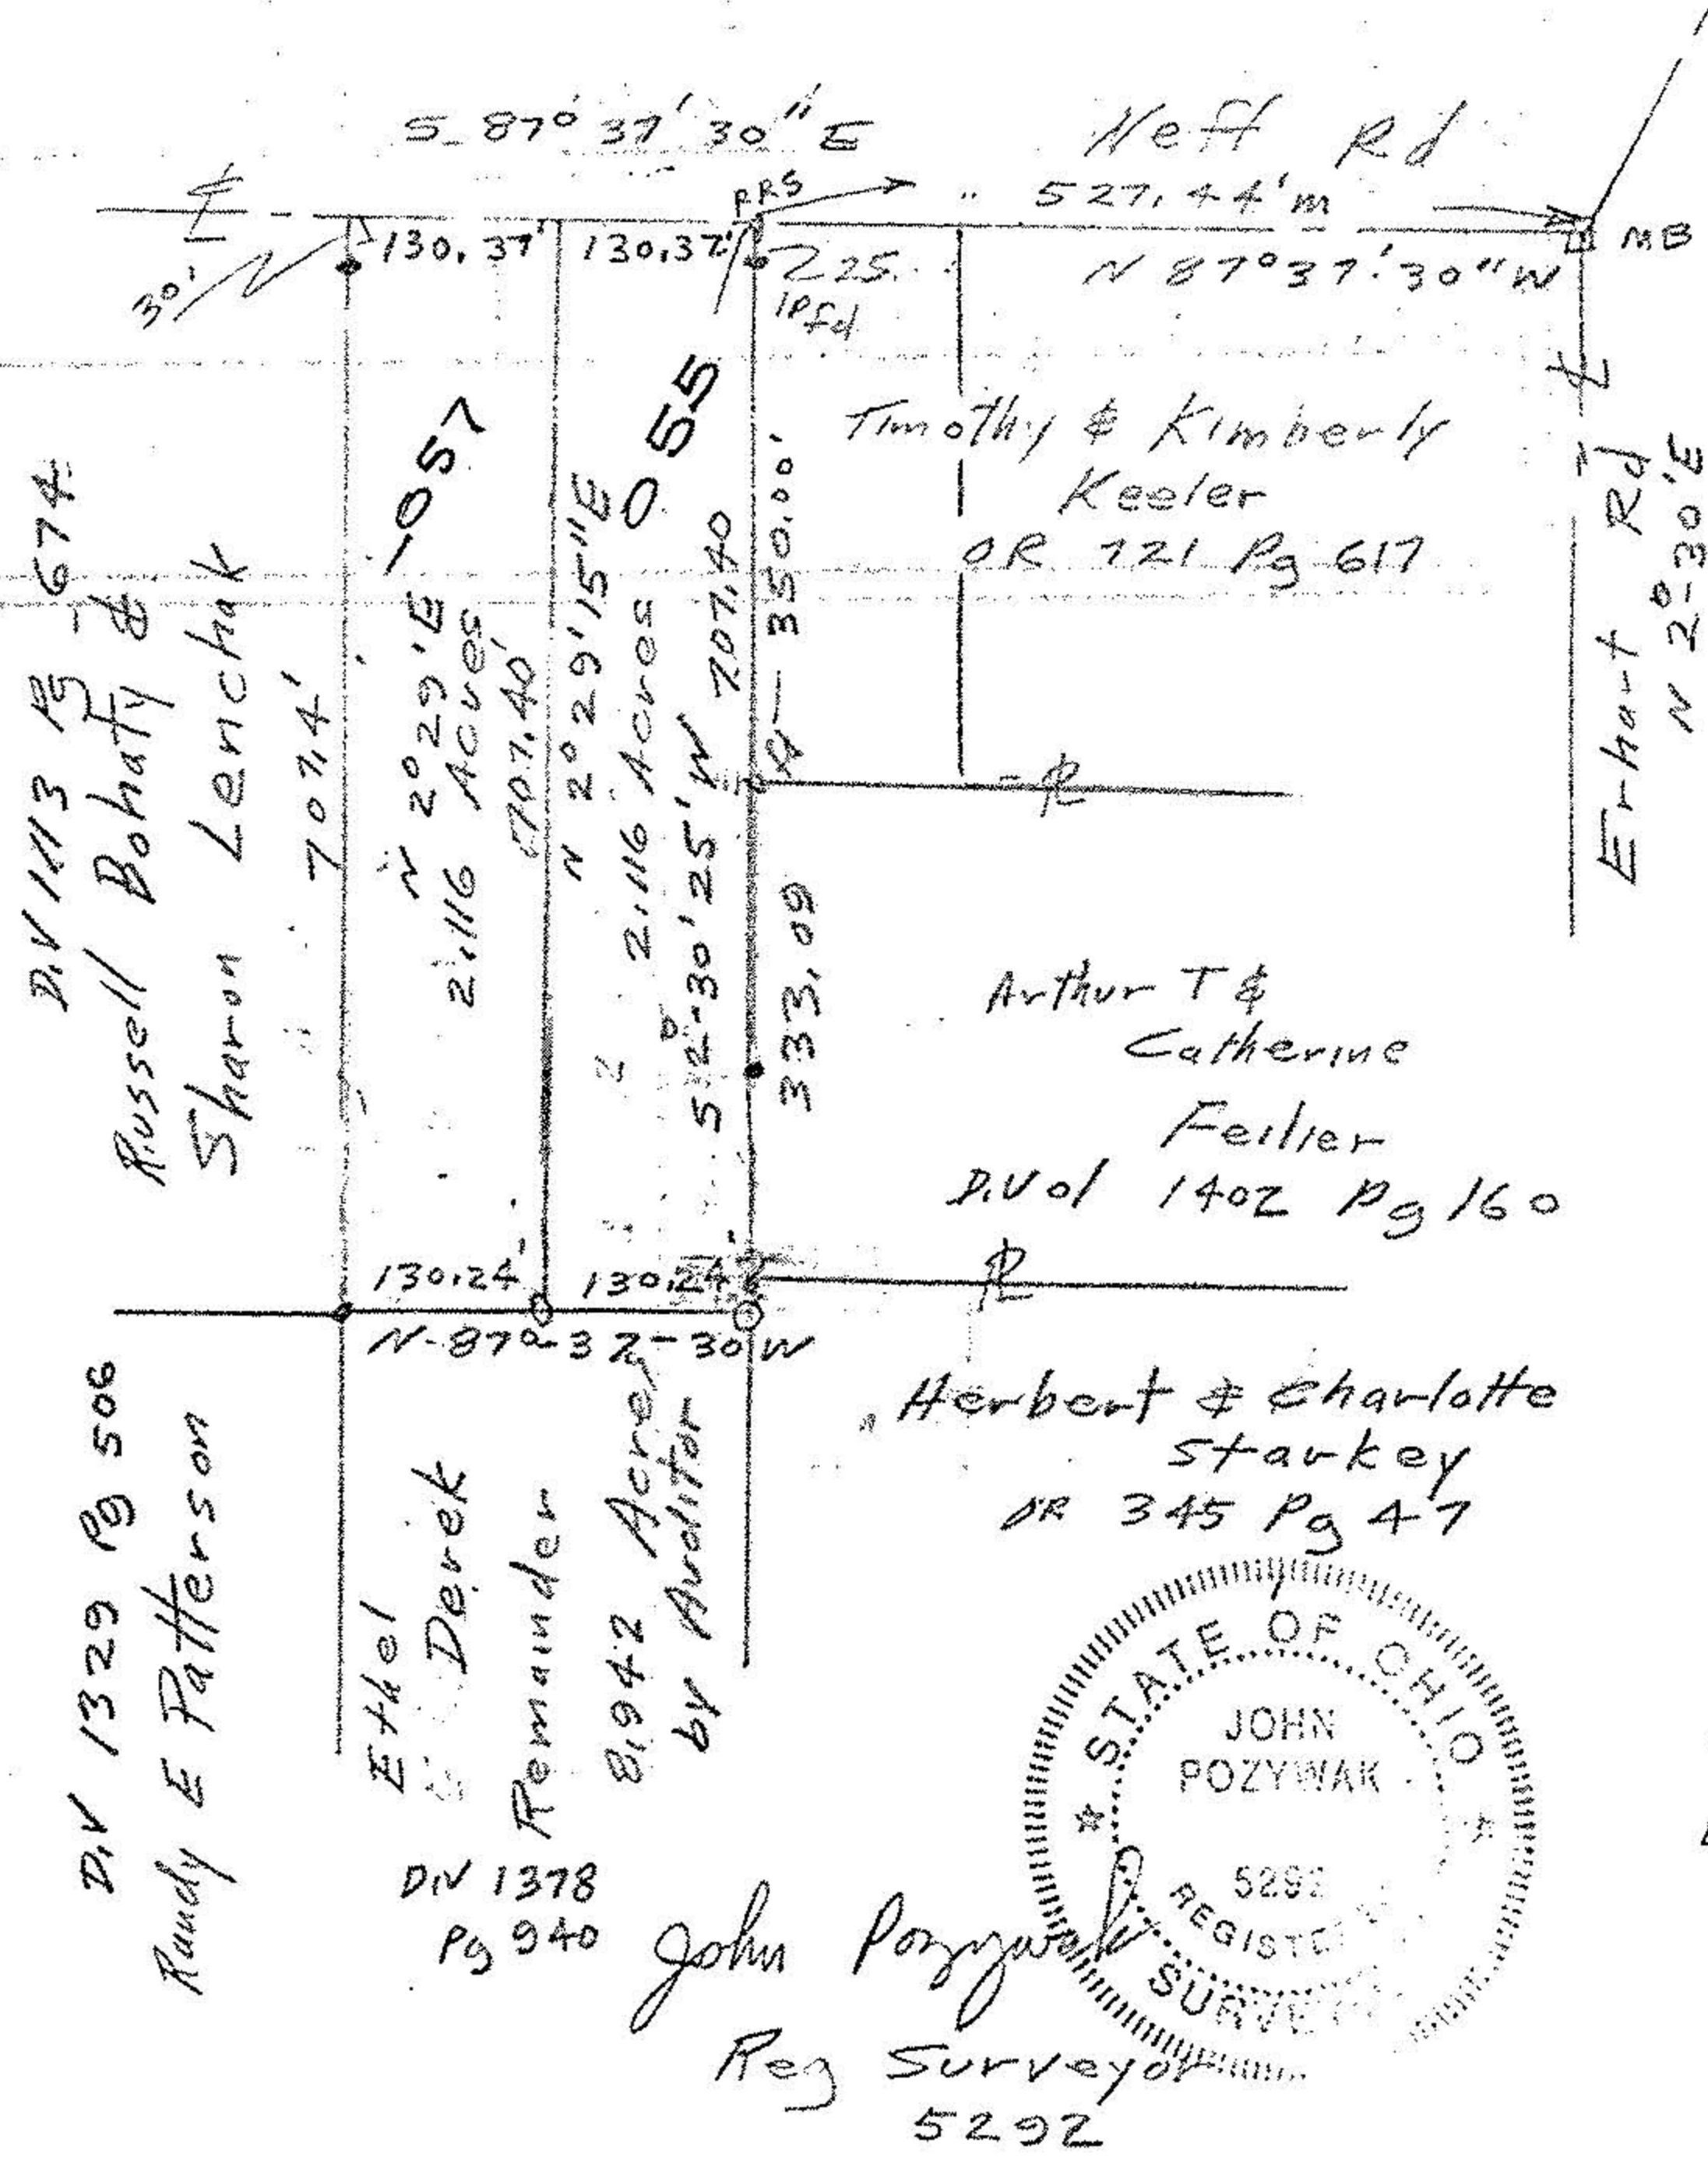 S 87° 37' 30" E
Neff Rd
RRS
527.44' m
MB
130.37'
130.37'
225.
IPfd
N 87° 37' 30" W
30'
-057
055
Timothy & Kimberly
Keeler
OR 721 Pg 617
Erhart Rd
N 2°-30'E
D.V 1113 Pg 674
Russell Bohaty &
Sharon Lenchak
707.4'
N 2° 29' E
2.116 Acres
707.40'
N 2° 29' 15" E
2.116 Acres
S 2°-30' 25' W 707.40
350.00'
333.09
Arthur T &
Catherine
Feilier
D.Vol 1402 Pg 160
130.24'
130.24'
N-87°-37-30 W
Herbert & Charlotte
Starkey
OR 345 Pg 47
D.V 1329 Pg 506
Randy E Patterson
Ethel
Derek
Remainder
8.942 Acres
by Auditor
D.V 1378
Pg 940
STATE OF OHIO
JOHN
POZYWAK
5292
John Pozywak
Reg Surveyor
5292